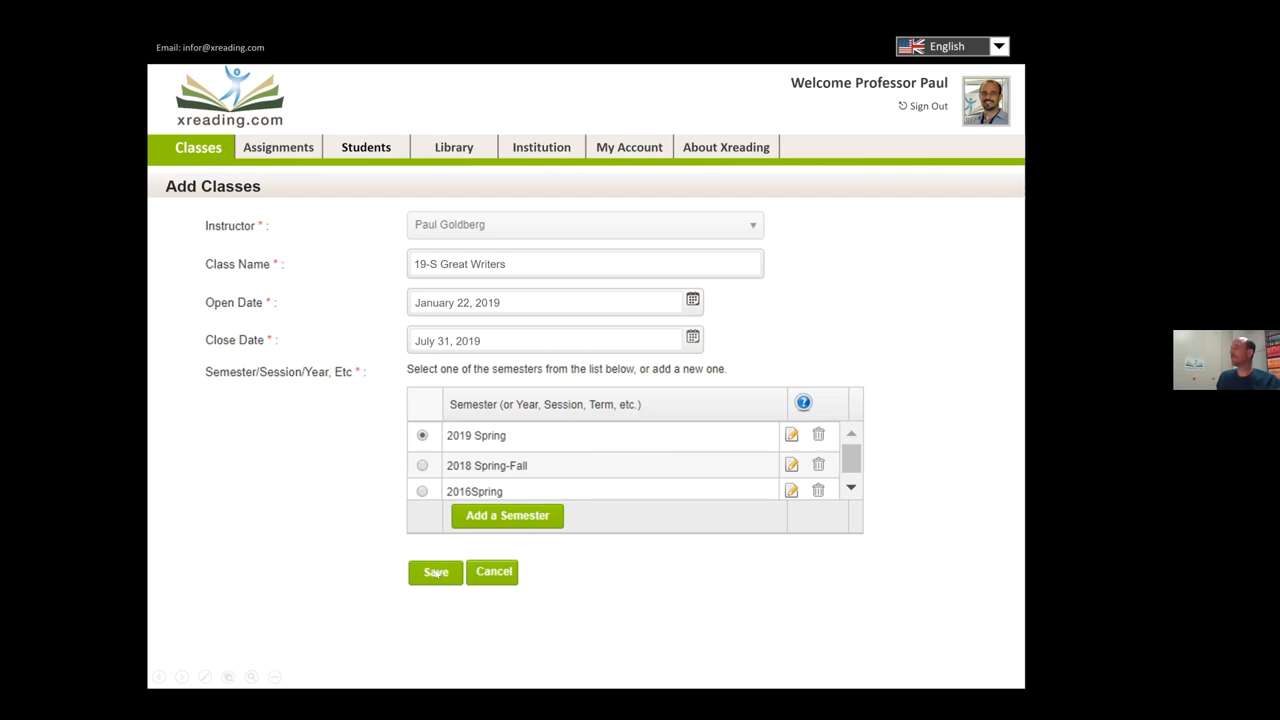 Email: infor@xreading.com
English
xreading.com
Welcome Professor Paul
Sign Out
Classes Assignments Students Library Institution My Account About Xreading
Add Classes
Instructor * : Paul Goldberg
Class Name * : 19-S Great Writers
Open Date * : January 22, 2019
Close Date * : July 31, 2019
Semester/Session/Year, Etc * : Select one of the semesters from the list below, or add a new one.
Semester (or Year, Session, Term, etc.) ?
2019 Spring
2018 Spring-Fall
2016Spring
Add a Semester
Save Cancel